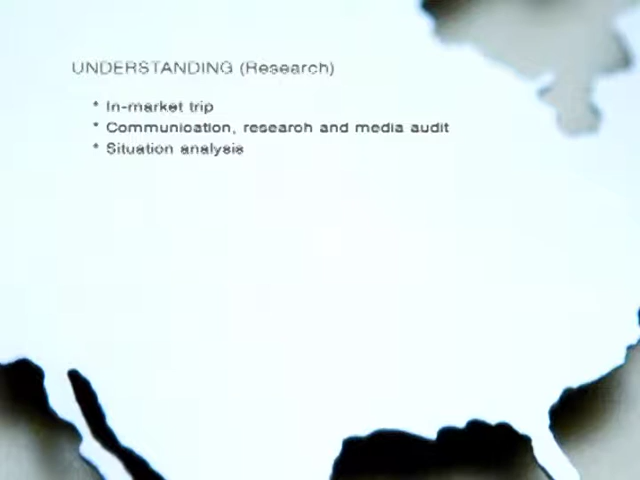 UNDERSTANDING (Research)
* In-market trip
* Communication, research and media audit
* Situation analysis